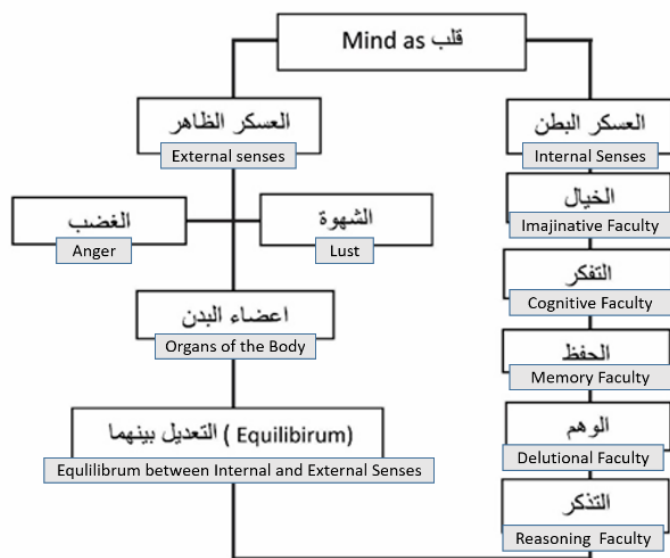 Mind as قلب
العسكر الظاهر
External senses
العسكر البطن
Internal Senses
الغضب
Anger
الشهوة
Lust
الخيال
Imajinative Faculty
التفكر
Cognitive Faculty
اعضاء البدن
Organs of the Body
الحفظ
Memory Faculty
التعديل بينهما ( Equilibirum)
Equlilibrum between Internal and External Senses
الوهم
Delutional Faculty
التذكر
Reasoning Faculty